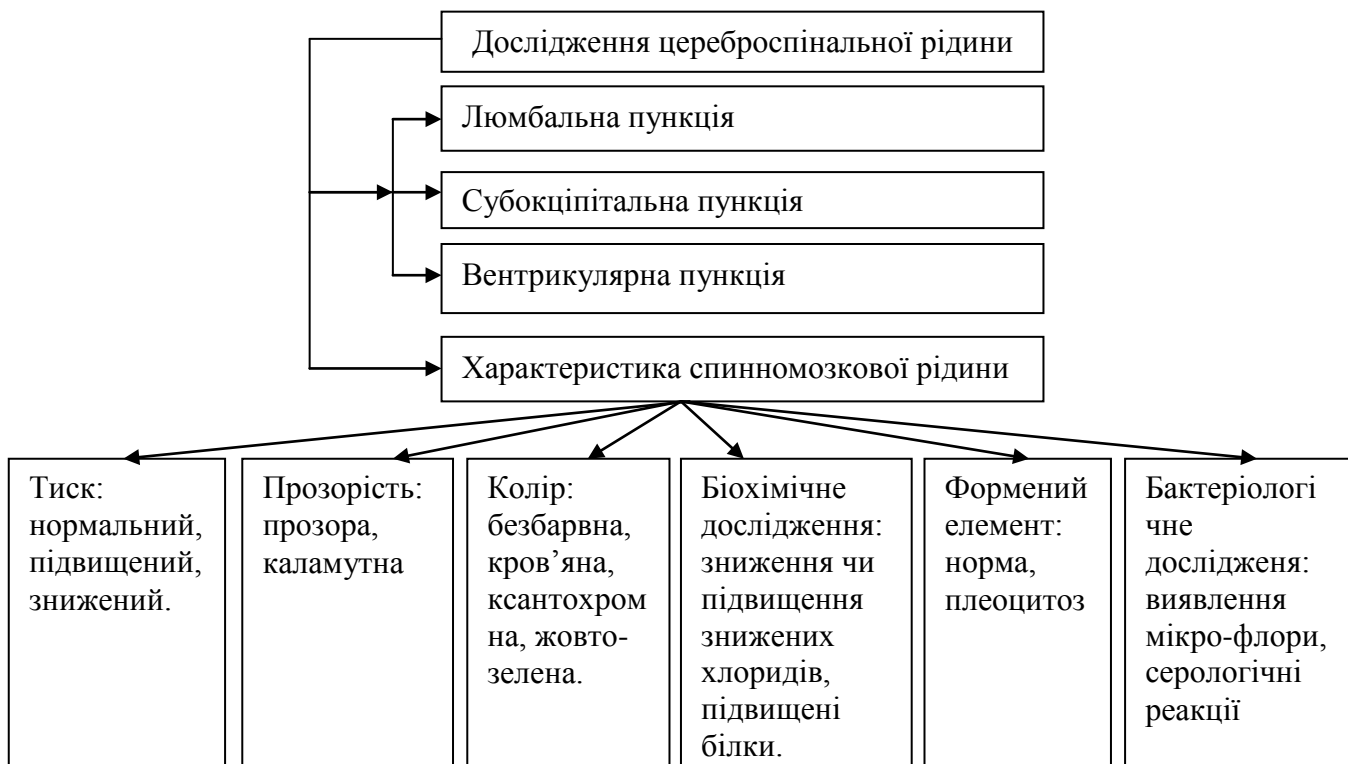 Дослідження цереброспінальної рідини
Люмбальна пункція
Субокціпітальна пункція
Вентрикулярна пункція
Характеристика спинномозкової рідини
Тиск:
нормальний,
підвищений,
знижений.
Прозорість:
прозора,
каламутна
Колір:
безбарвна,
кров’яна,
ксантохром
на, жовто-
зелена.
Біохімічне
дослідження:
зниження чи
підвищення
знижених
хлоридів,
підвищені
білки.
Формений
елемент:
норма,
плеоцитоз
Бактеріологі
чне
дослідженя:
виявлення
мікро-флори,
серологічні
реакції